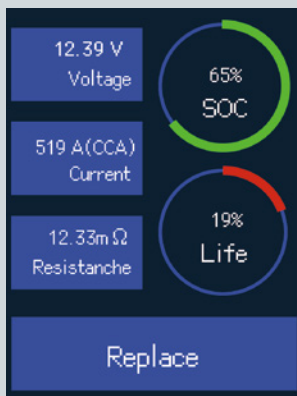 12.39 V
Voltage
65%
SOC
519 A(CCA)
Current
19%
Life
12.33mΩ
Resistanche
Replace